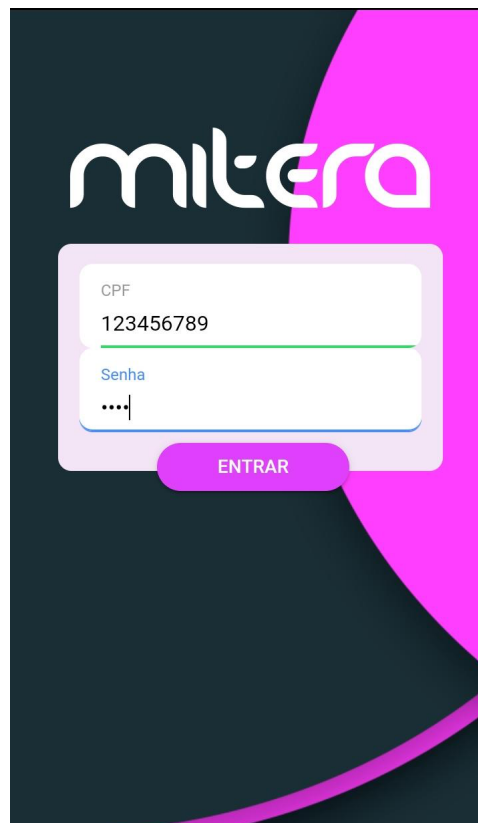 mitera
CPF
123456789
Senha
••••
ENTRAR